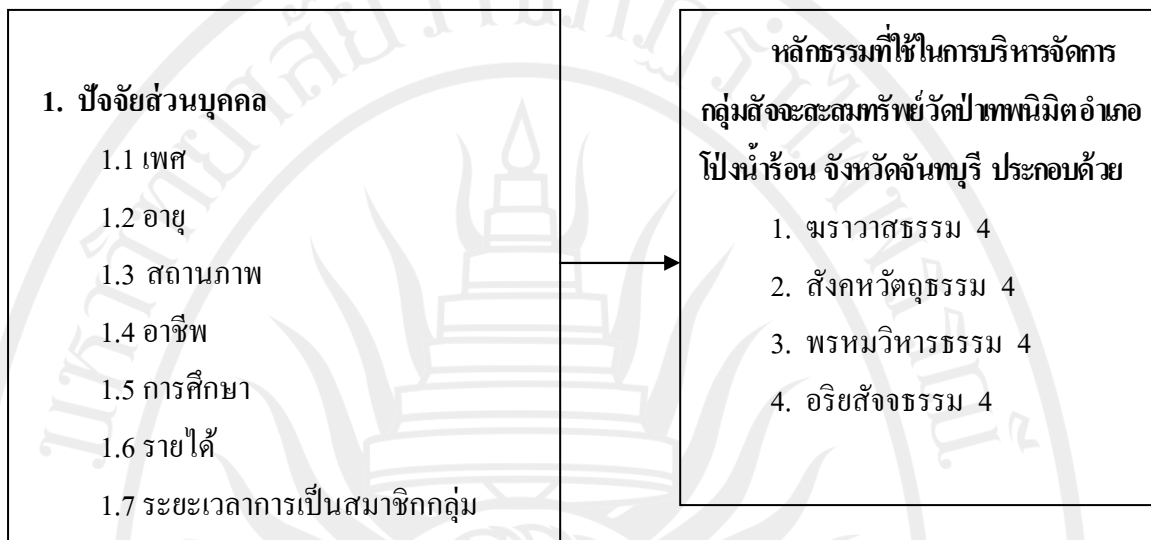 1. ปัจจัยส่วนบุคคล
1.1 เพศ
1.2 อายุ
1.3 สถานภาพ
1.4 อาชีพ
1.5 การศึกษา
1.6 รายได้
1.7 ระยะเวลาการเป็นสมาชิกกลุ่ม
หลักธรรมที่ใช้ในการบริหารจัดการ
กลุ่มสัจจะสะสมทรัพย์วัดป่าเทพนิมิต อำเภอ
โป่งน้ำร้อน จังหวัดจันทบุรี ประกอบด้วย
1. ฆราวาสธรรม 4
2. สังคหวัตถุธรรม 4
3. พรหมวิหารธรรม 4
4. อริยสัจจธรรม 4